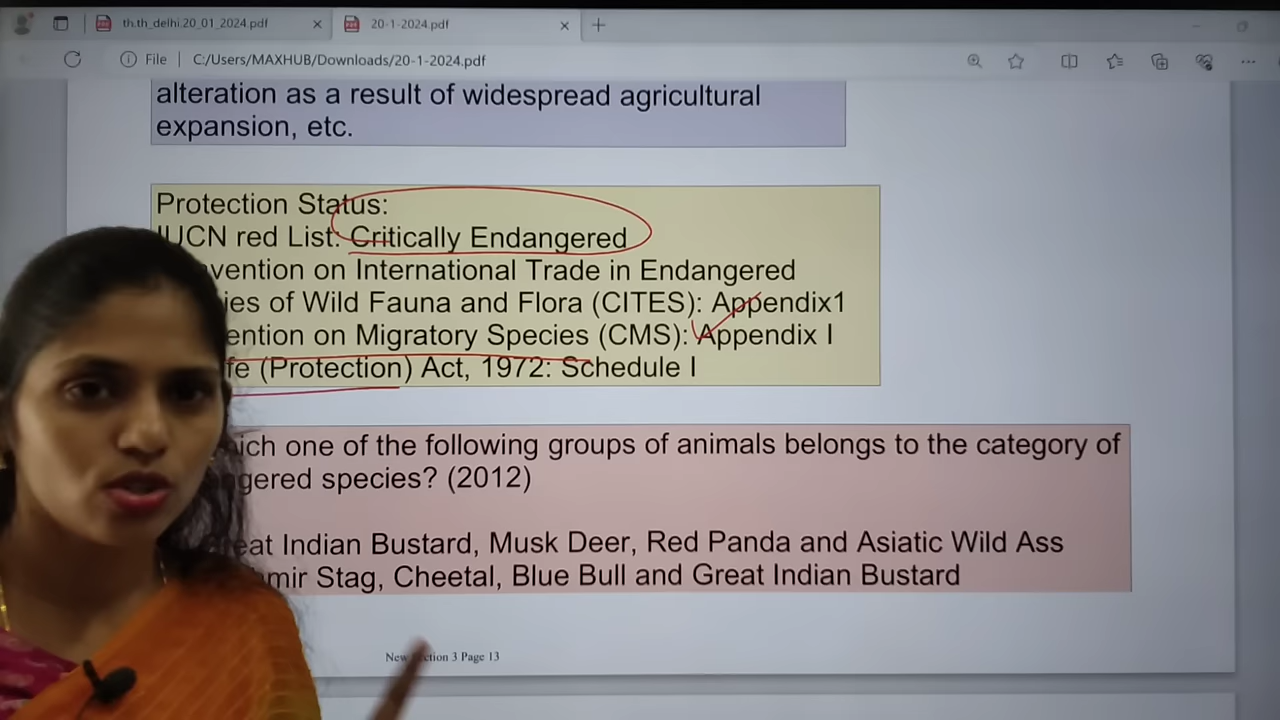 th.th_delhi 20_01_2024.pdf
20-1-2024.pdf
File C:/Users/MAXHUB/Downloads/20-1-2024.pdf
alteration as a result of widespread agricultural
expansion, etc.
Protection Status:
IUCN red List: Critically Endangered
vention on International Trade in Endangered
ies of Wild Fauna and Flora (CITES): Appendix1
ention on Migratory Species (CMS): Appendix I
fe (Protection) Act, 1972: Schedule I
ich one of the following groups of animals belongs to the category of
gered species? (2012)
eat Indian Bustard, Musk Deer, Red Panda and Asiatic Wild Ass
mir Stag, Cheetal, Blue Bull and Great Indian Bustard
New Section 3 Page 13